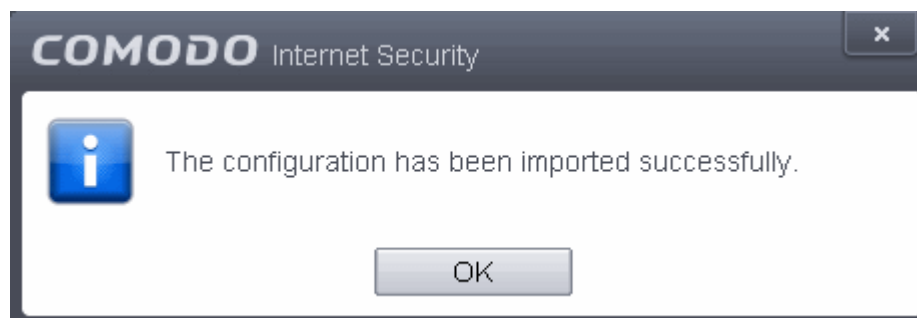 COMODO Internet Security
x
The configuration has been imported successfully.
OK